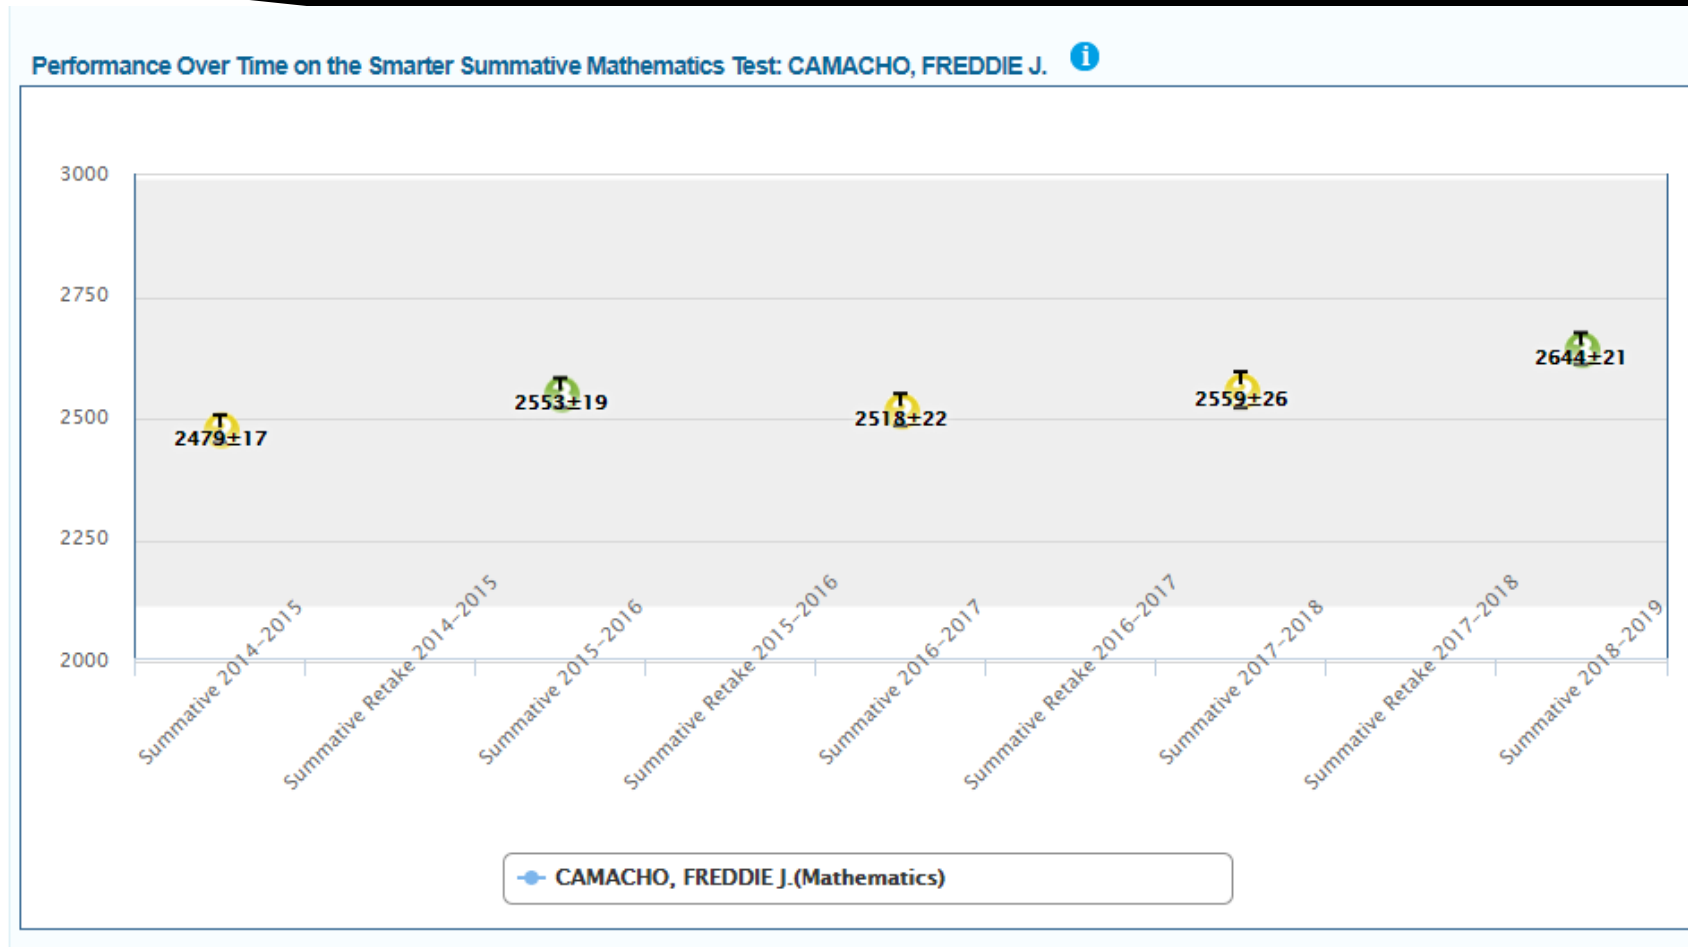 Performance Over Time on the Smarter Summative Mathematics Test: CAMACHO, FREDDIE J. i
3000
2750
2500
2250
2000
2479±17
2553±19
2518±22
2559±26
2644±21
Summative 2014–2015
Summative Retake 2014–2015
Summative 2015–2016
Summative Retake 2015–2016
Summative 2016–2017
Summative Retake 2016–2017
Summative 2017–2018
Summative Retake 2017–2018
Summative 2018–2019
CAMACHO, FREDDIE J.(Mathematics)